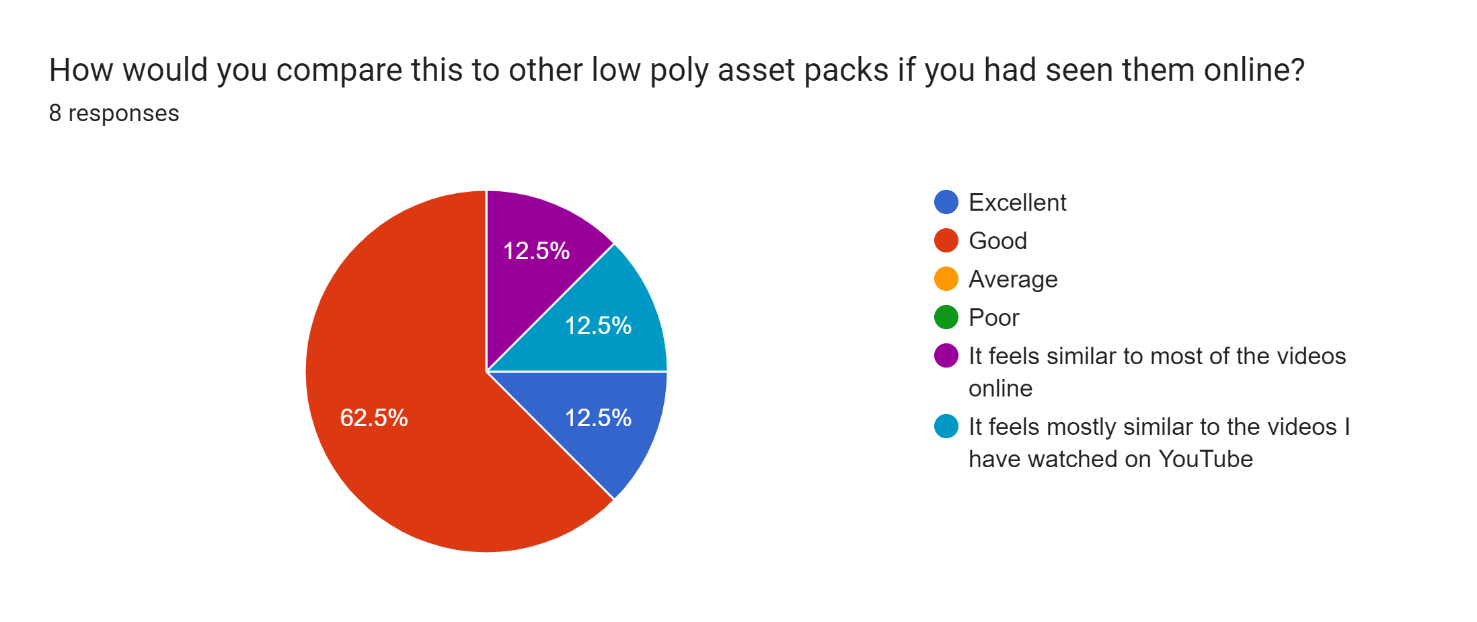 How would you compare this to other low poly asset packs if you had seen them online?
8 responses
12.5%
12.5%
62.5%
12.5%
Excellent
Good
Average
Poor
It feels similar to most of the videos
online
It feels mostly similar to the videos I
have watched on YouTube